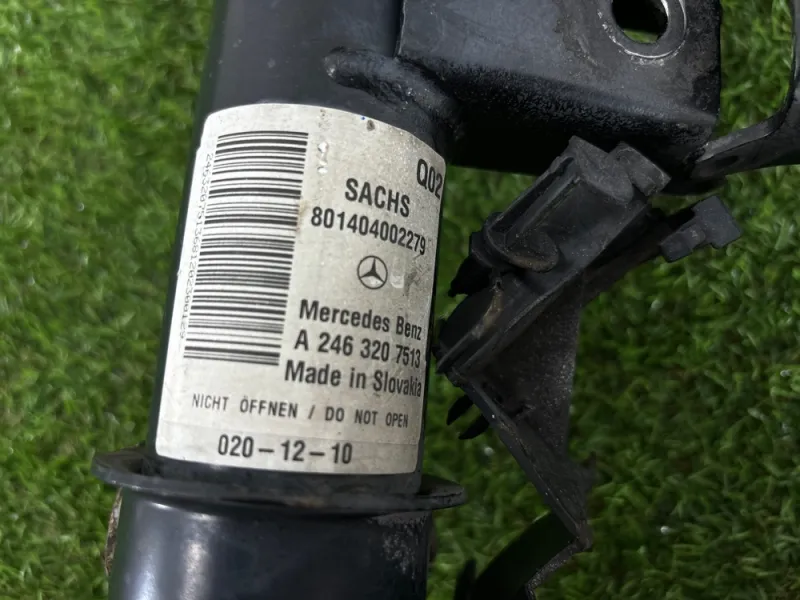 Q02
SACHS
801404002279
Mercedes Benz
A 246 320 7513
Made in Slovakia
NICHT ÖFFNEN / DO NOT OPEN
020-12-10